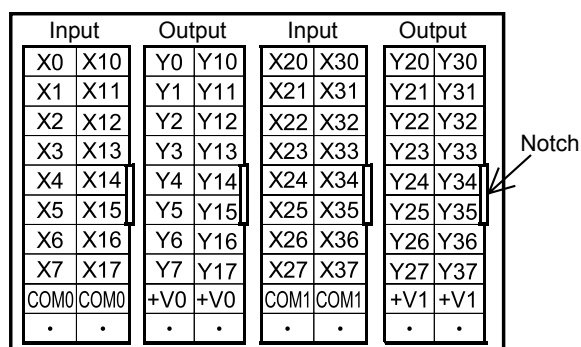 Input Output Input Output
X0 X10 Y0 Y10 X20 X30 Y20 Y30
X1 X11 Y1 Y11 X21 X31 Y21 Y31
X2 X12 Y2 Y12 X22 X32 Y22 Y32
X3 X13 Y3 Y13 X23 X33 Y23 Y33
Notch
X4 X14 Y4 Y14 X24 X34 Y24 Y34
X5 X15 Y5 Y15 X25 X35 Y25 Y35
X6 X16 Y6 Y16 X26 X36 Y26 Y36
X7 X17 Y7 Y17 X27 X37 Y27 Y37
COM0 COM0 +V0 +V0 COM1 COM1 +V1 +V1
· · · · · · · ·